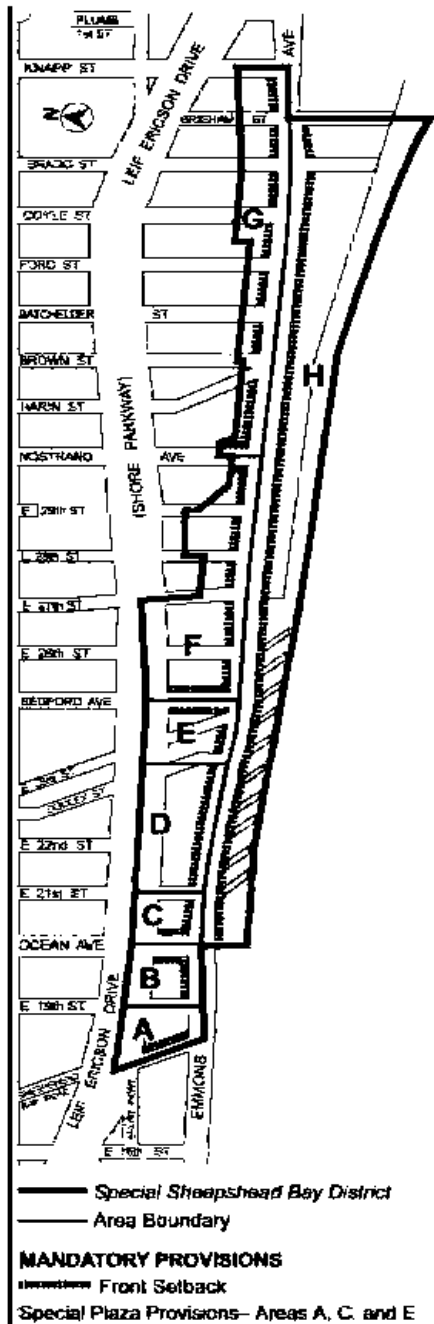 PLUMB
1st ST
AVE
KNAPP ST
LEIF ERICSON DRIVE
N
BRIGHAM ST
BRAGG ST
COYLE ST
G
FORD ST
BATCHELDER ST
BROWN ST
H
HARING ST
(SHORE PARKWAY)
NOSTRAND AVE
E 29th ST
E 28th ST
E 27th ST
E 26th ST
F
BEDFORD AVE
E
D
E 22nd ST
E 21st ST
C
OCEAN AVE
B
E 19th ST
A
LEIF ERICSON DRIVE
EMMONS
E 16th ST
Special Sheepshead Bay District
Area Boundary
MANDATORY PROVISIONS
Front Setback
Special Plaza Provisions– Areas A, C, and E